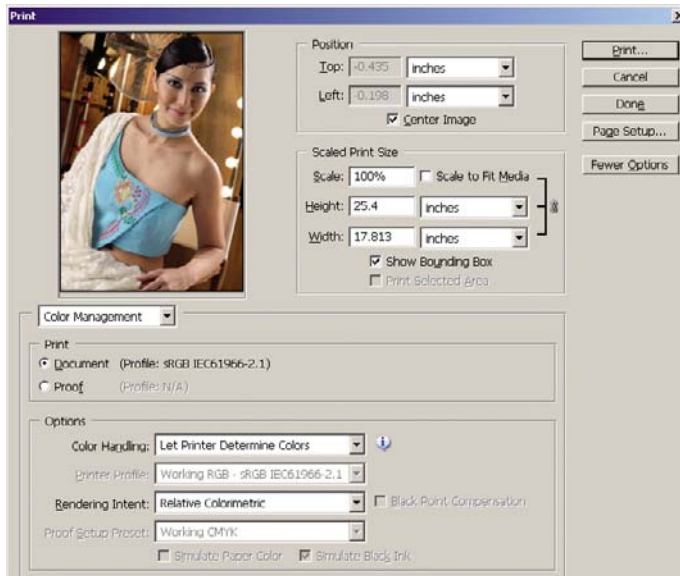 Print
Position
Top: -0.435 inches
Left: -0.198 inches
Center Image
Print...
Cancel
Done
Page Setup...
Fewer Options
Scaled Print Size
Scale: 100% Scale to Fit Media
Height: 25.4 inches
Width: 17.813 inches
Show Bounding Box
Print Selected Area
Color Management
Print
Document (Profile: sRGB IEC61966-2.1)
Proof (Profile: N/A)
Options
Color Handling: Let Printer Determine Colors
Printer Profile: Working RGB - sRGB IEC61966-2.1
Rendering Intent: Relative Colorimetric Black Point Compensation
Proof Setup Preset: Working CMYK
Simulate Paper Color Simulate Black Ink